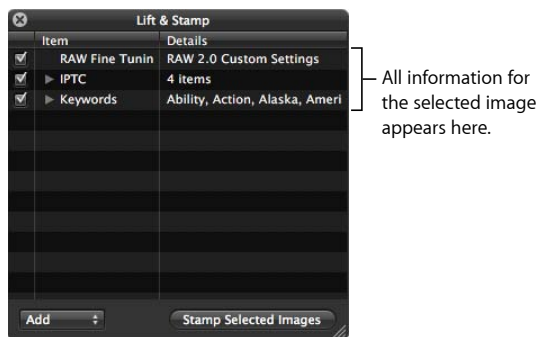 Lift & Stamp
Item Details
RAW Fine Tunin RAW 2.0 Custom Settings
IPTC 4 items
Keywords Ability, Action, Alaska, Ameri
All information for
the selected image
appears here.
Add Stamp Selected Images